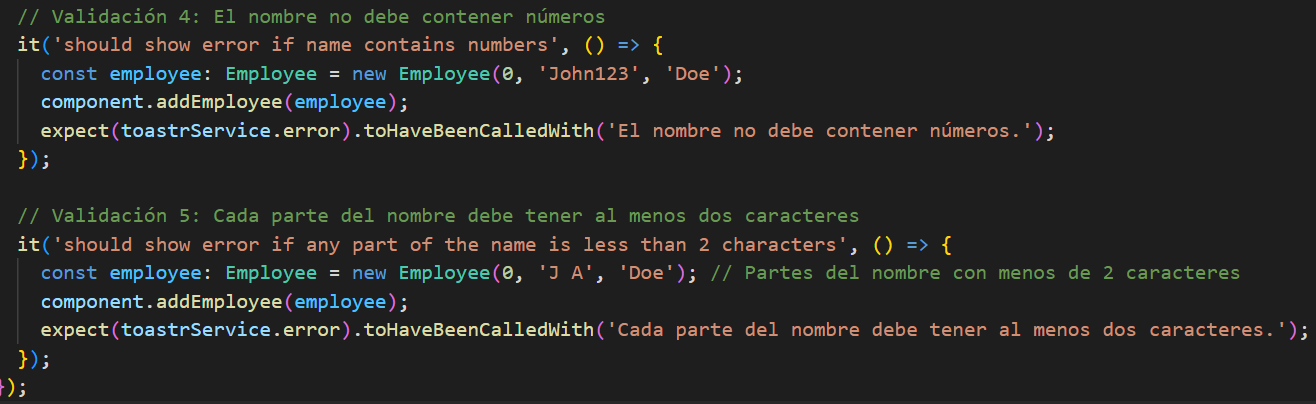 // Validación 4: El nombre no debe contener números
it('should show error if name contains numbers', () => {
const employee: Employee = new Employee(0, 'John123', 'Doe');
component.addEmployee(employee);
expect(toastrService.error).toHaveBeenCalledWith('El nombre no debe contener números.');
});
// Validación 5: Cada parte del nombre debe tener al menos dos caracteres
it('should show error if any part of the name is less than 2 characters', () => {
const employee: Employee = new Employee(0, 'J A', 'Doe'); // Partes del nombre con menos de 2 caracteres
component.addEmployee(employee);
expect(toastrService.error).toHaveBeenCalledWith('Cada parte del nombre debe tener al menos dos caracteres.');
});
});